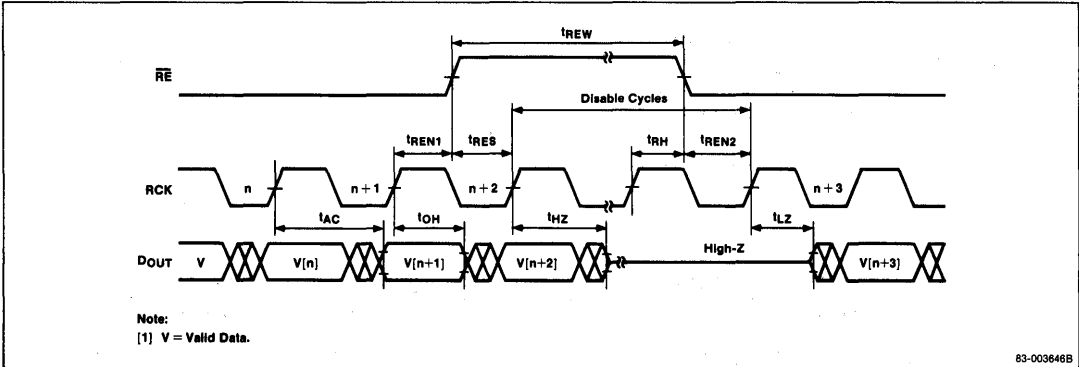 tREW
RE
Disable Cycles
tREN1 tRES tRH tREN2
RCK n n+1 n+2 n+3
tAC tOH tHZ tLZ
High-Z
DOUT V V[n] V[n+1] V[n+2] V[n+3]
Note:
[1] V = Valid Data.
83-003646B